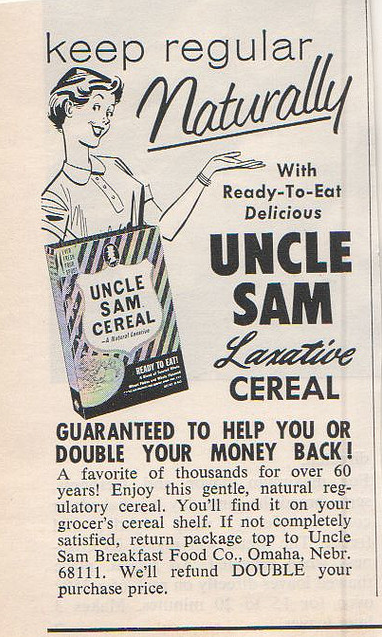 keep regular
Naturally
With
Ready-To-Eat
Delicious
UNCLE
SAM
Laxative
CEREAL
UNCLE
SAM
CEREAL
—A Natural Laxative
READY TO EAT!
GUARANTEED TO HELP YOU OR
DOUBLE YOUR MONEY BACK!
A favorite of thousands for over 60
years! Enjoy this gentle, natural reg-
ulatory cereal. You'll find it on your
grocer's cereal shelf. If not completely
satisfied, return package top to Uncle
Sam Breakfast Food Co., Omaha, Nebr.
68111. We'll refund DOUBLE your
purchase price.